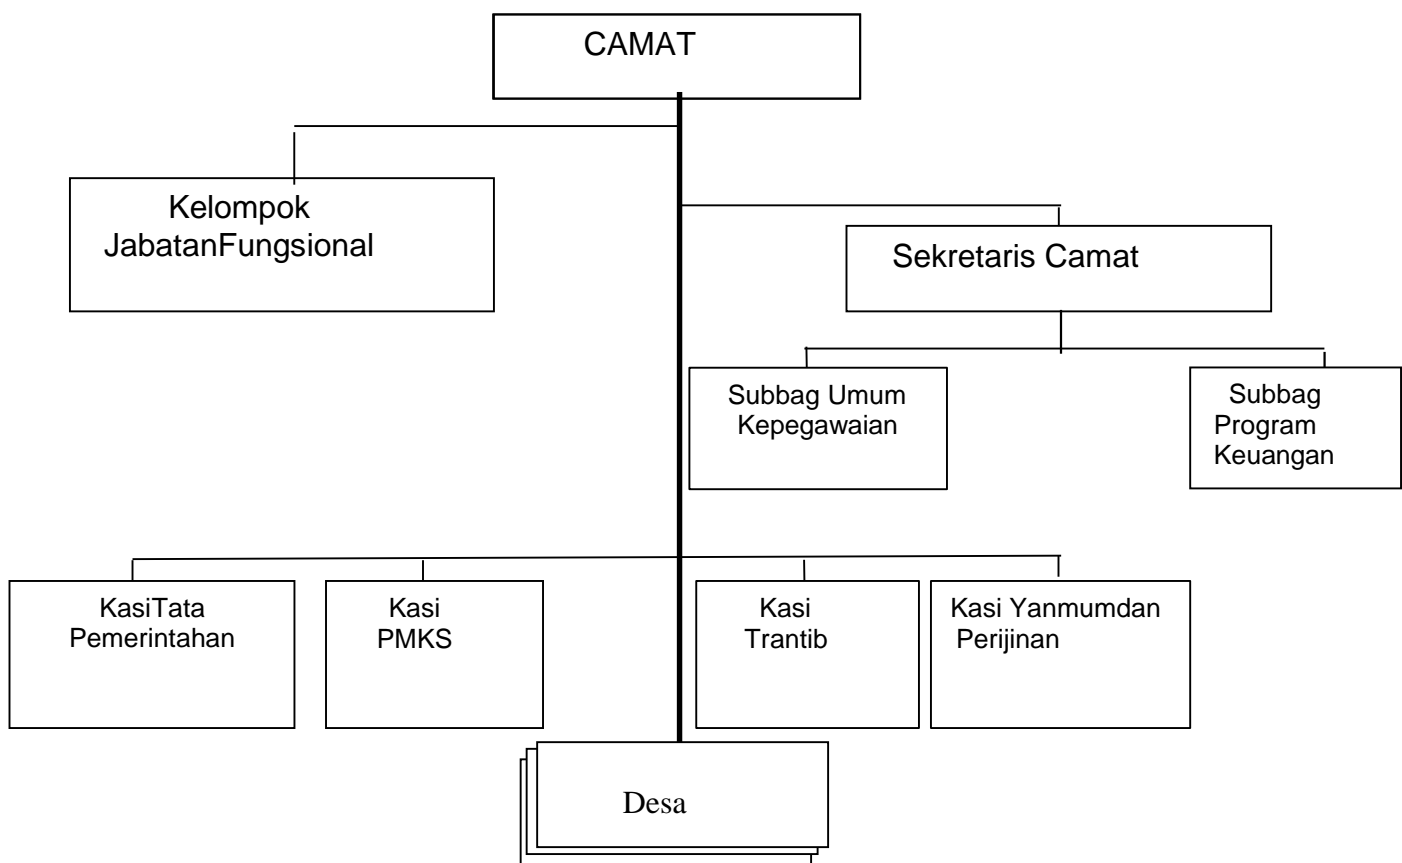 CAMAT
Kelompok
JabatanFungsional
Sekretaris Camat
Subbag Umum
Kepegawaian
Subbag
Program
Keuangan
KasiTata
Pemerintahan
Kasi
PMKS
Kasi
Trantib
Kasi Yanmumdan
Perijinan
Desa